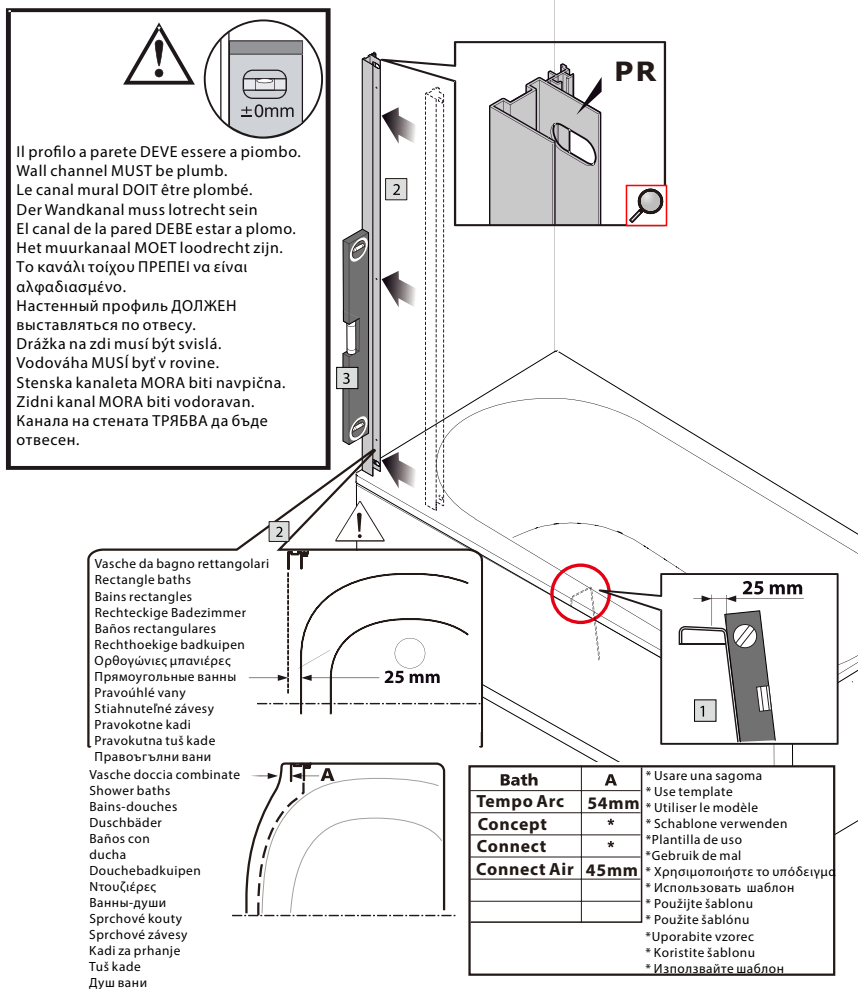 ±0mm
Il profilo a parete DEVE essere a piombo.
Wall channel MUST be plumb.
Le canal mural DOIT être plombé.
Der Wandkanal muss lotrecht sein
El canal de la pared DEBE estar a plomo.
Het muurkanaal MOET loodrecht zijn.
Το κανάλι τοίχου ΠΡΕΠΕΙ να είναι
αλφαδιασμένο.
Настенный профиль ДОЛЖЕН
выставляться по отвесу.
Drážka na zdi musí být svislá.
Vodováha MUSÍ byť v rovine.
Stenska kanaleta MORA biti navpična.
Zidni kanal MORA biti vodoravan.
Канала на стената ТРЯБВА да бъде
отвесен.
PR
2
3
2
Vasche da bagno rettangolari
Rectangle baths
Bains rectangles
Rechteckige Badezimmer
Baños rectangulares
Rechthoekige badkuipen
Ορθογώνιες μπανιέρες
Прямоугольные ванны
Pravoúhlé vany
Stiahnuteľné závesy
Pravokotne kadi
Pravokutna tuš kade
Правоъгълни вани
25 mm
25 mm
1
Vasche doccia combinate
Shower baths
Bains-douches
Duschbäder
Baños con
ducha
Douchebadkuipen
Ντουζιέρες
Ванны-души
Sprchové kouty
Sprchové závesy
Kadi za prhanje
Tuš kade
Душ вани
A
Bath A
Tempo Arc 54mm
Concept *
Connect *
Connect Air 45mm
* Usare una sagoma
* Use template
* Utiliser le modèle
* Schablone verwenden
*Plantilla de uso
*Gebruik de mal
* Χρησιμοποιήστε το υπόδειγμα
* Использовать шаблон
* Použijte šablonu
* Použite šablónu
*Uporabite vzorec
* Koristite šablonu
* Използвайте шаблон